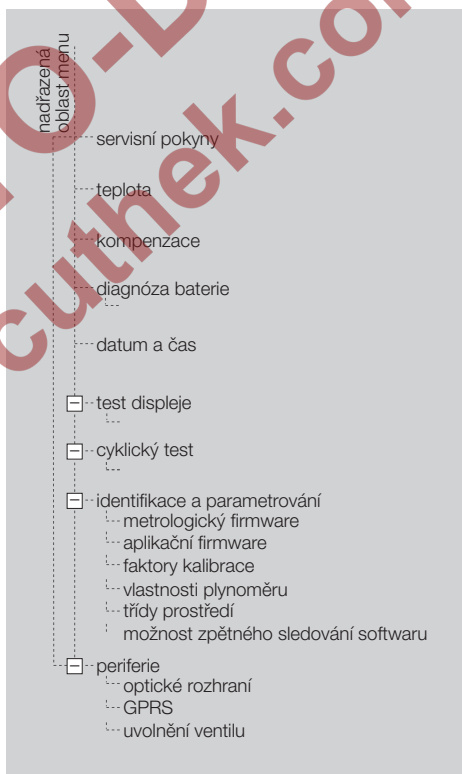 nadřazená
oblast menu
servisní pokyny
teplota
kompenzace
diagnóza baterie
datum a čas
test displeje
cyklický test
identifikace a parametrování
metrologický firmware
aplikační firmware
faktory kalibrace
vlastnosti plynoměru
třídy prostředí
možnost zpětného sledování softwaru
periferie
optické rozhraní
GPRS
uvolnění ventilu